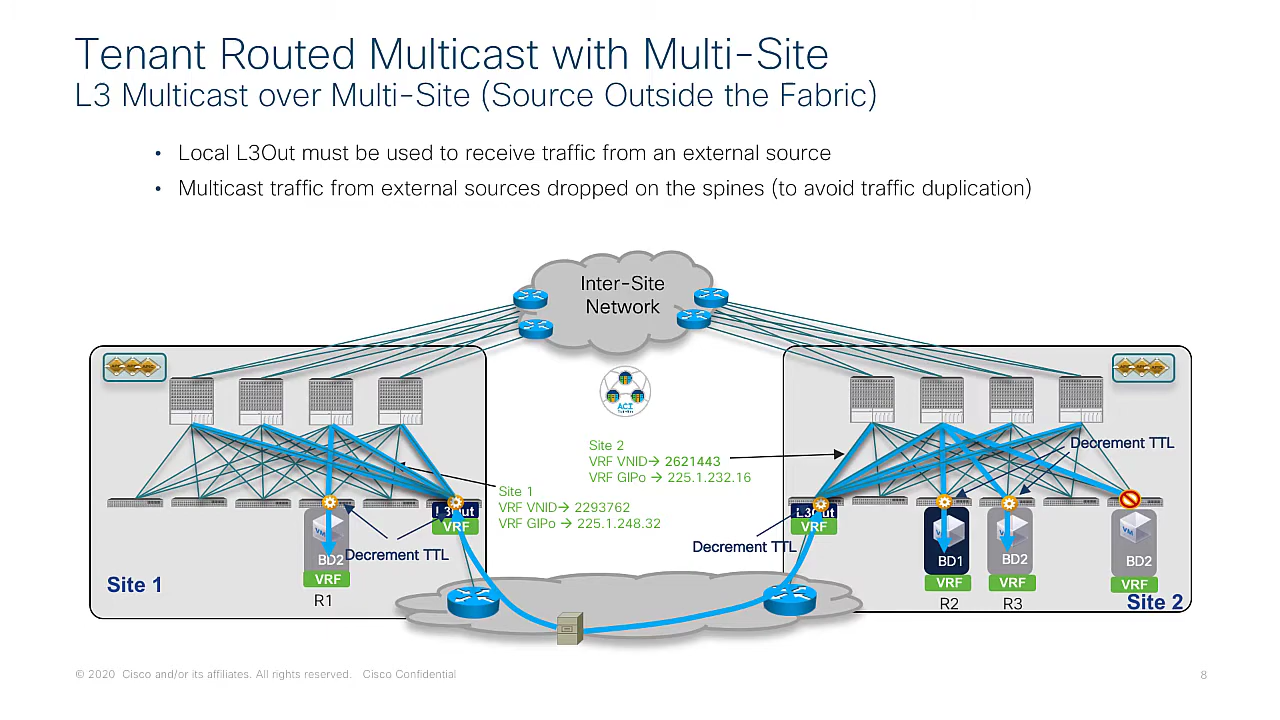 Tenant Routed Multicast with Multi-Site
L3 Multicast over Multi-Site (Source Outside the Fabric)
• Local L3Out must be used to receive traffic from an external source
• Multicast traffic from external sources dropped on the spines (to avoid traffic duplication)
Inter-Site
Network
ACI
Site 2
VRF VNID→ 2621443
VRF GIPo → 225.1.232.16
Site 1
VRF VNID→ 2293762
VRF GIPo → 225.1.248.32
Decrement TTL
L3Out
VRF
L3Out
VRF
Decrement TTL
Decrement TTL
VM
BD2
VRF
R1
Site 1
BD1
VRF
R2
BD2
VRF
R3
VM
BD2
VRF
Site 2
© 2020 Cisco and/or its affiliates. All rights reserved. Cisco Confidential
8